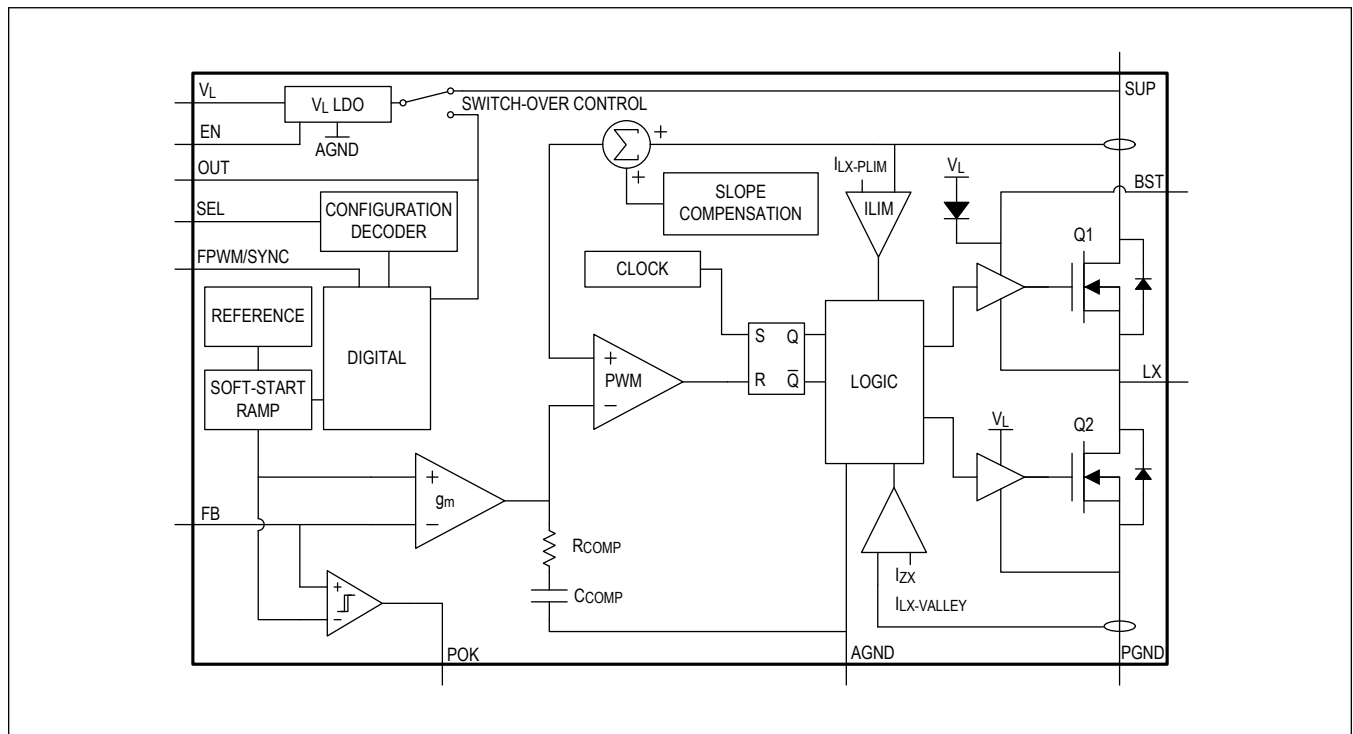 VL
VL LDO
SWITCH-OVER CONTROL
SUP
EN
AGND
OUT
SEL
CONFIGURATION
DECODER
FPWM/SYNC
REFERENCE
DIGITAL
SOFT-START
RAMP
FB
+
−
gm
+
−
POK
RCOMP
CCOMP
Σ
+
+
SLOPE
COMPENSATION
CLOCK
+
−
PWM
S Q
R Q̅
ILX-PLIM
ILIM
LOGIC
IZX
ILX-VALLEY
AGND
VL
BST
Q1
LX
VL
Q2
PGND